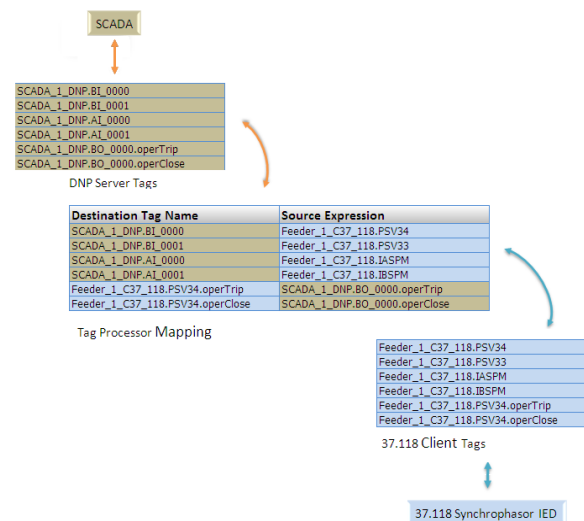 SCADA
SCADA_1_DNP.BI_0000
SCADA_1_DNP.BI_0001
SCADA_1_DNP.AI_0000
SCADA_1_DNP.AI_0001
SCADA_1_DNP.BO_0000.operTrip
SCADA_1_DNP.BO_0000.operClose
DNP Server Tags
Destination Tag Name Source Expression
SCADA_1_DNP.BI_0000 Feeder_1_C37_118.PSV34
SCADA_1_DNP.BI_0001 Feeder_1_C37_118.PSV33
SCADA_1_DNP.AI_0000 Feeder_1_C37_118.IASPM
SCADA_1_DNP.AI_0001 Feeder_1_C37_118.IBSPM
Feeder_1_C37_118.PSV34.operTrip SCADA_1_DNP.BO_0000.operTrip
Feeder_1_C37_118.PSV34.operClose SCADA_1_DNP.BO_0000.operClose
Tag Processor Mapping
Feeder_1_C37_118.PSV34
Feeder_1_C37_118.PSV33
Feeder_1_C37_118.IASPM
Feeder_1_C37_118.IBSPM
Feeder_1_C37_118.PSV34.operTrip
Feeder_1_C37_118.PSV34.operClose
37.118 Client Tags
37.118 Synchrophasor IED